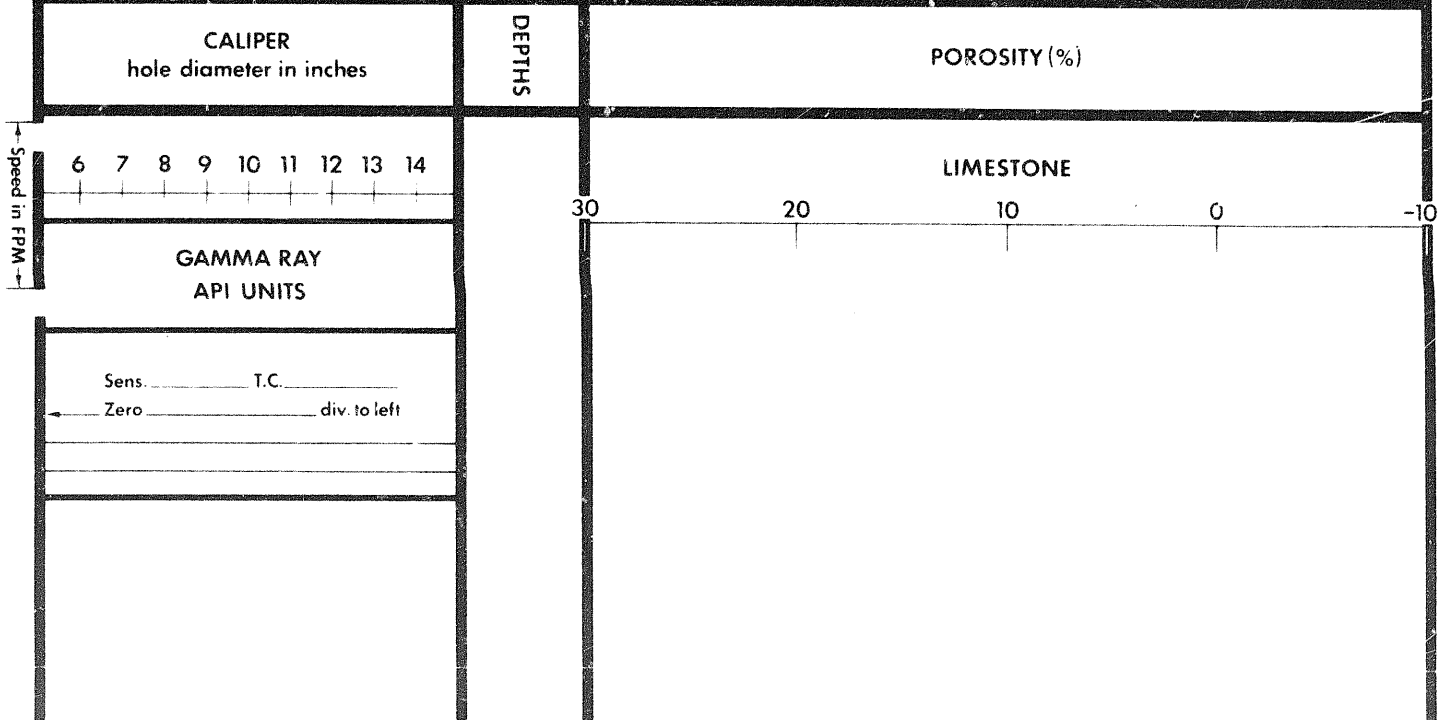 CALIPER
hole diameter in inches
DEPTHS
POROSITY (%)
Speed in FPM
6 7 8 9 10 11 12 13 14
LIMESTONE
30 20 10 0 -10
GAMMA RAY
API UNITS
Sens. T.C.
Zero div. to left